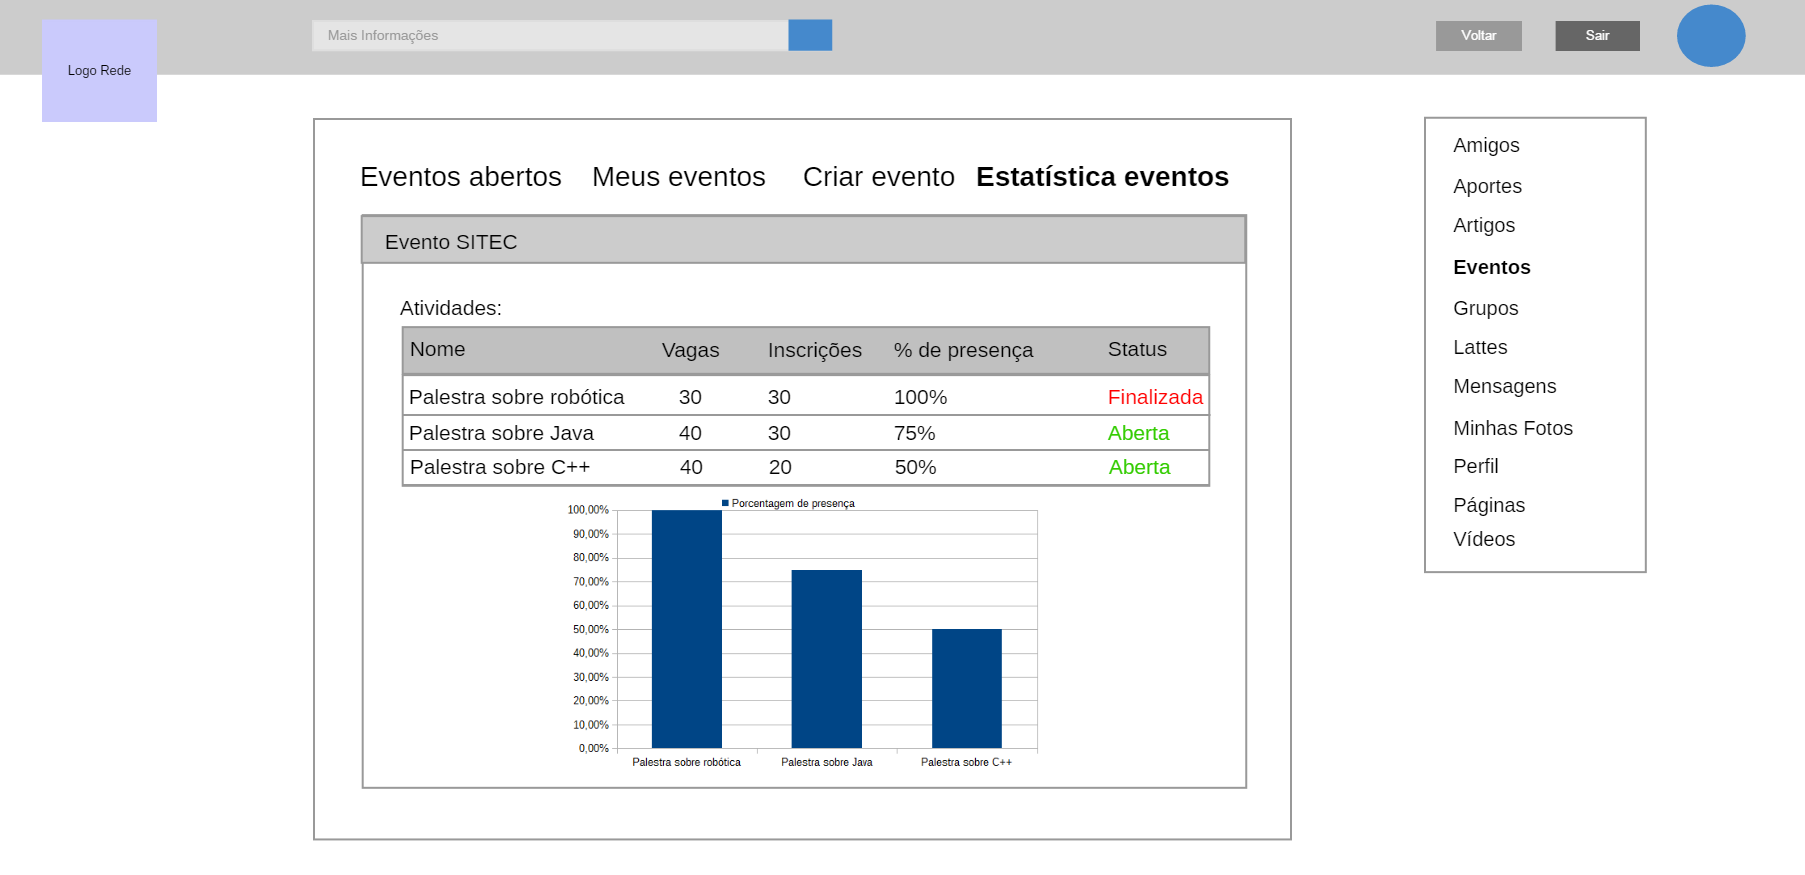 Mais Informações
Voltar
Sair
Logo Rede
Eventos abertos Meus eventos Criar evento Estatística eventos
Evento SITEC
Atividades:
Nome Vagas Inscrições % de presença Status
Palestra sobre robótica 30 30 100% Finalizada
Palestra sobre Java 40 30 75% Aberta
Palestra sobre C++ 40 20 50% Aberta
Porcentagem de presença
100,00%
90,00%
80,00%
70,00%
60,00%
50,00%
40,00%
30,00%
20,00%
10,00%
0,00%
Palestra sobre robótica Palestra sobre Java Palestra sobre C++
Amigos
Aportes
Artigos
Eventos
Grupos
Lattes
Mensagens
Minhas Fotos
Perfil
Páginas
Vídeos